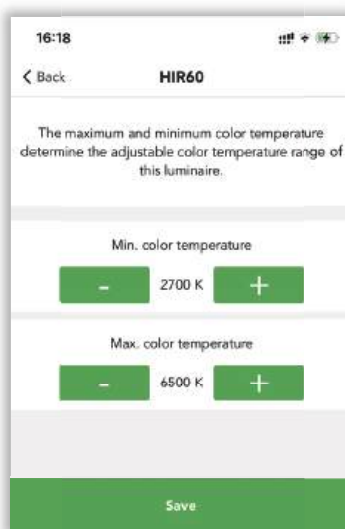 16:18
Back
HIR60
The maximum and minimum color temperature
determine the adjustable color temperature range of
this luminaire.
Min. color temperature
- 2700 K +
Max. color temperature
- 6500 K +
Save